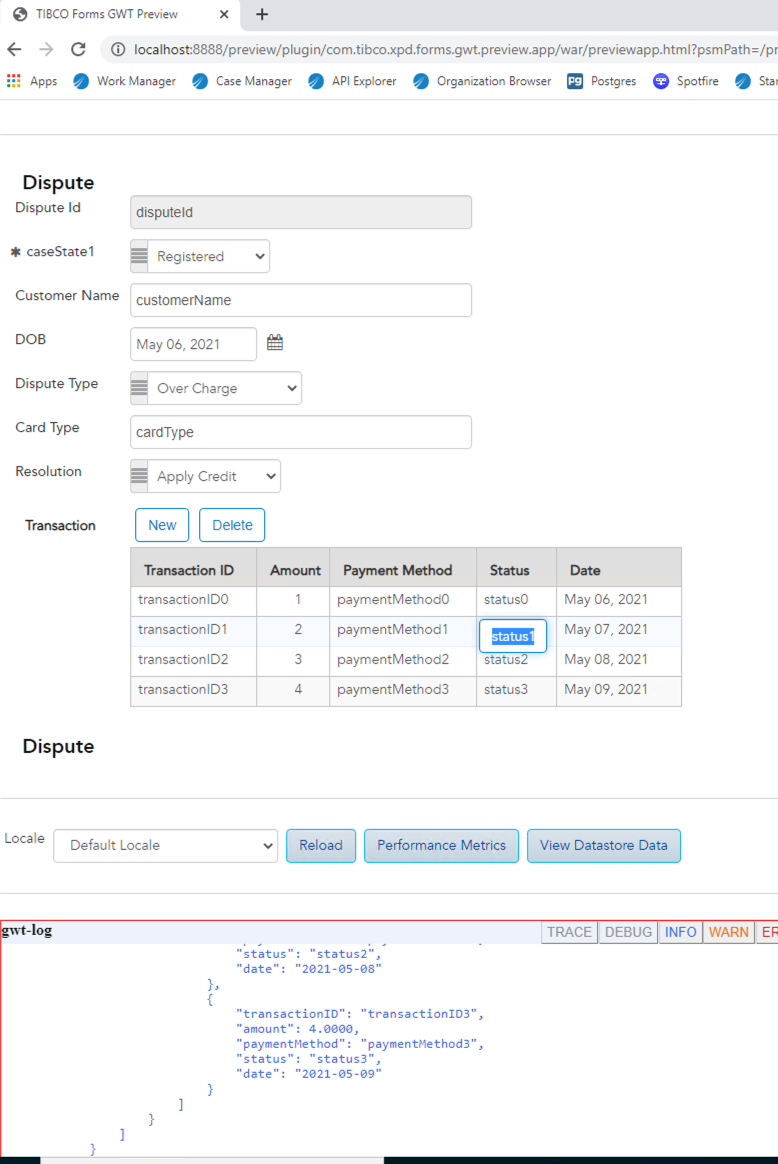 TIBCO Forms GWT Preview
localhost:8888/preview/plugin/com.tibco.xpd.forms.gwt.preview.app/war/previewapp.html?psmPath=/pr
Apps Work Manager Case Manager API Explorer Organization Browser Pg Postgres Spotfire Star
Dispute
Dispute Id disputeId
✱ caseState1 Registered
Customer Name customerName
DOB May 06, 2021
Dispute Type Over Charge
Card Type cardType
Resolution Apply Credit
Transaction New Delete
Transaction ID Amount Payment Method Status Date
transactionID0 1 paymentMethod0 status0 May 06, 2021
transactionID1 2 paymentMethod1 status1 May 07, 2021
transactionID2 3 paymentMethod2 status2 May 08, 2021
transactionID3 4 paymentMethod3 status3 May 09, 2021
Dispute
Locale Default Locale Reload Performance Metrics View Datastore Data
gwt-log TRACE DEBUG INFO WARN ER
"status": "status2",
"date": "2021-05-08"
},
{
"transactionID": "transactionID3",
"amount": 4.0000,
"paymentMethod": "paymentMethod3",
"status": "status3",
"date": "2021-05-09"
}
]
}
]
}